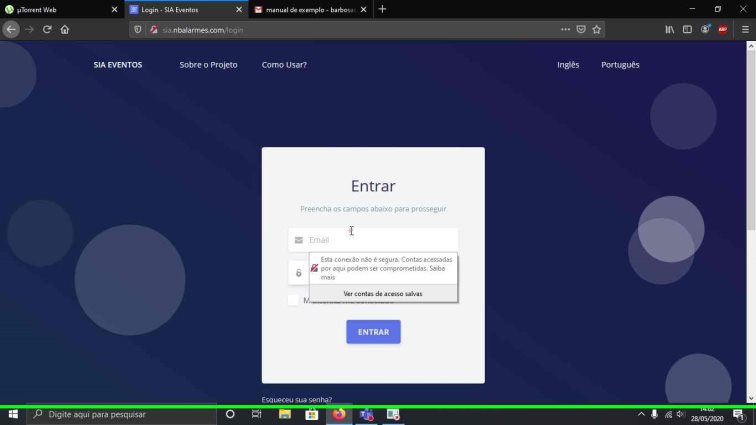 µTorrent Web
Login - SIA Eventos
manual de exemplo - barbosa
sia.nbalarmes.com/login
ABP
SIA EVENTOS
Sobre o Projeto
Como Usar?
Inglês
Português
Entrar
Preencha os campos abaixo para prosseguir
Email
Esta conexão não é segura. Contas acessadas
por aqui podem ser comprometidas. Saiba
mais
Ver contas de acesso salvas
ENTRAR
Esqueceu sua senha?
Digite aqui para pesquisar
14:02
28/05/2020